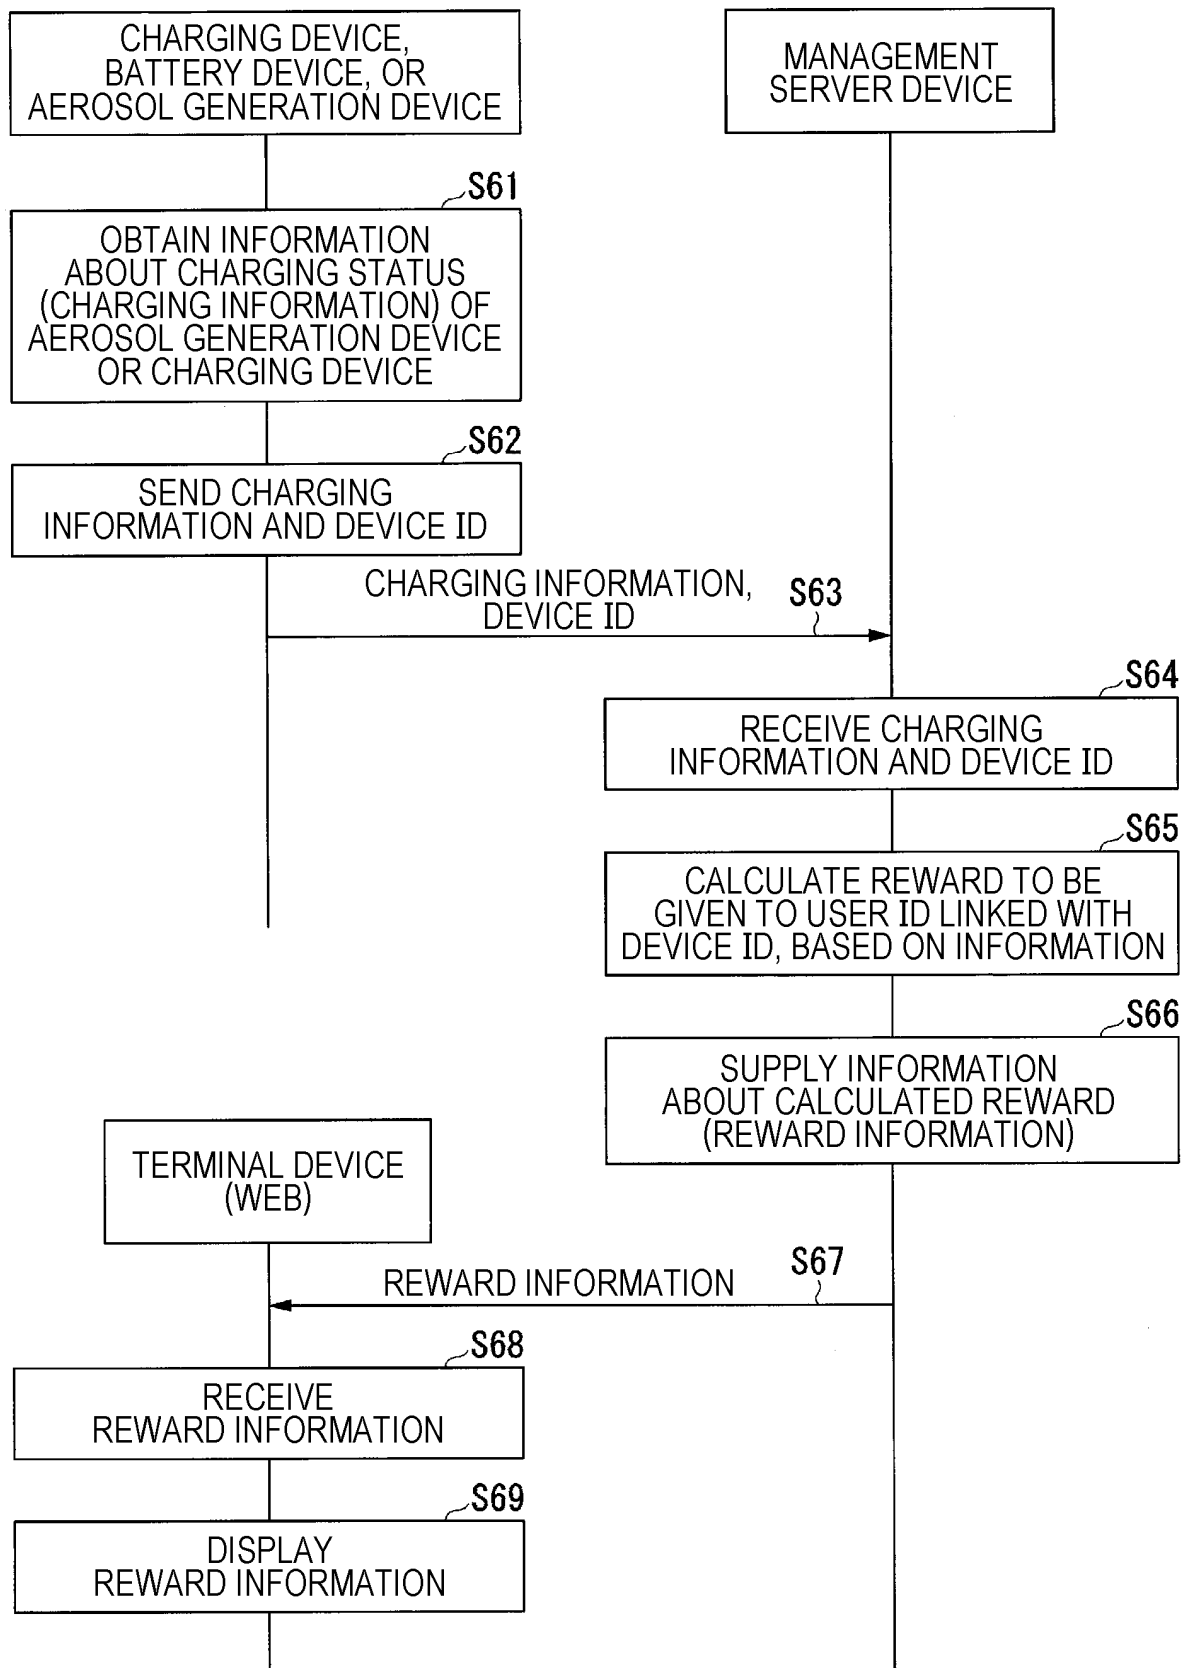 CHARGING DEVICE,
BATTERY DEVICE, OR
AEROSOL GENERATION DEVICE
MANAGEMENT
SERVER DEVICE
S61
OBTAIN INFORMATION
ABOUT CHARGING STATUS
(CHARGING INFORMATION) OF
AEROSOL GENERATION DEVICE
OR CHARGING DEVICE
S62
SEND CHARGING
INFORMATION AND DEVICE ID
CHARGING INFORMATION,
DEVICE ID
S63
S64
RECEIVE CHARGING
INFORMATION AND DEVICE ID
S65
CALCULATE REWARD TO BE
GIVEN TO USER ID LINKED WITH
DEVICE ID, BASED ON INFORMATION
S66
SUPPLY INFORMATION
ABOUT CALCULATED REWARD
(REWARD INFORMATION)
TERMINAL DEVICE
(WEB)
REWARD INFORMATION
S67
S68
RECEIVE
REWARD INFORMATION
S69
DISPLAY
REWARD INFORMATION